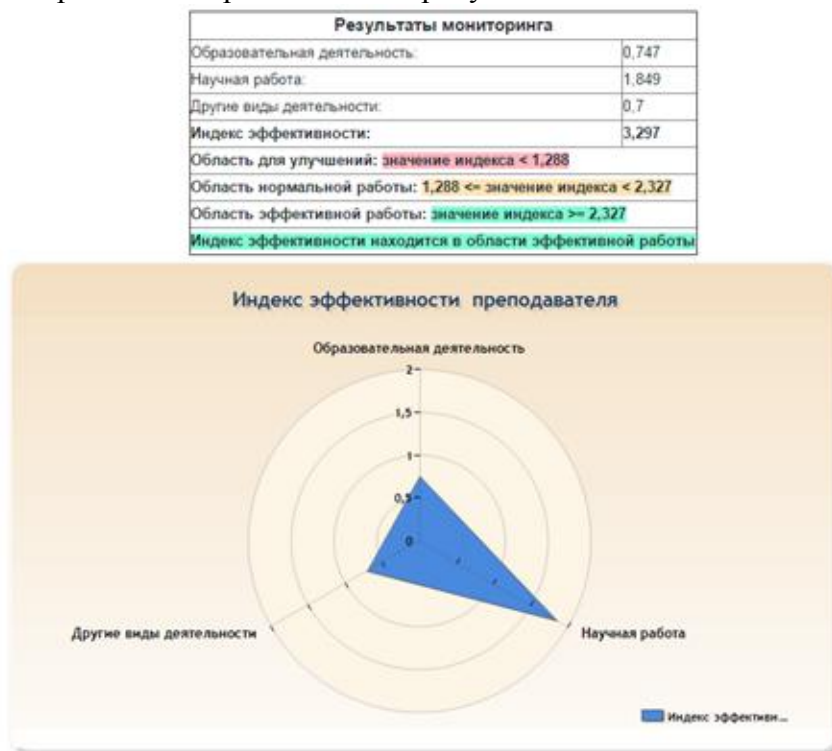 Результаты мониторинга
Образовательная деятельность: 0,747
Научная работа: 1,849
Другие виды деятельности: 0,7
Индекс эффективности: 3,297
Область для улучшений: значение индекса < 1,288
Область нормальной работы: 1,288 <= значение индекса < 2,327
Область эффективной работы: значение индекса >= 2,327
Индекс эффективности находится в области эффективной работы
Индекс эффективности преподавателя
Образовательная деятельность
2
1,5
1
0,5
0
Другие виды деятельности
Научная работа
Индекс эффективн...